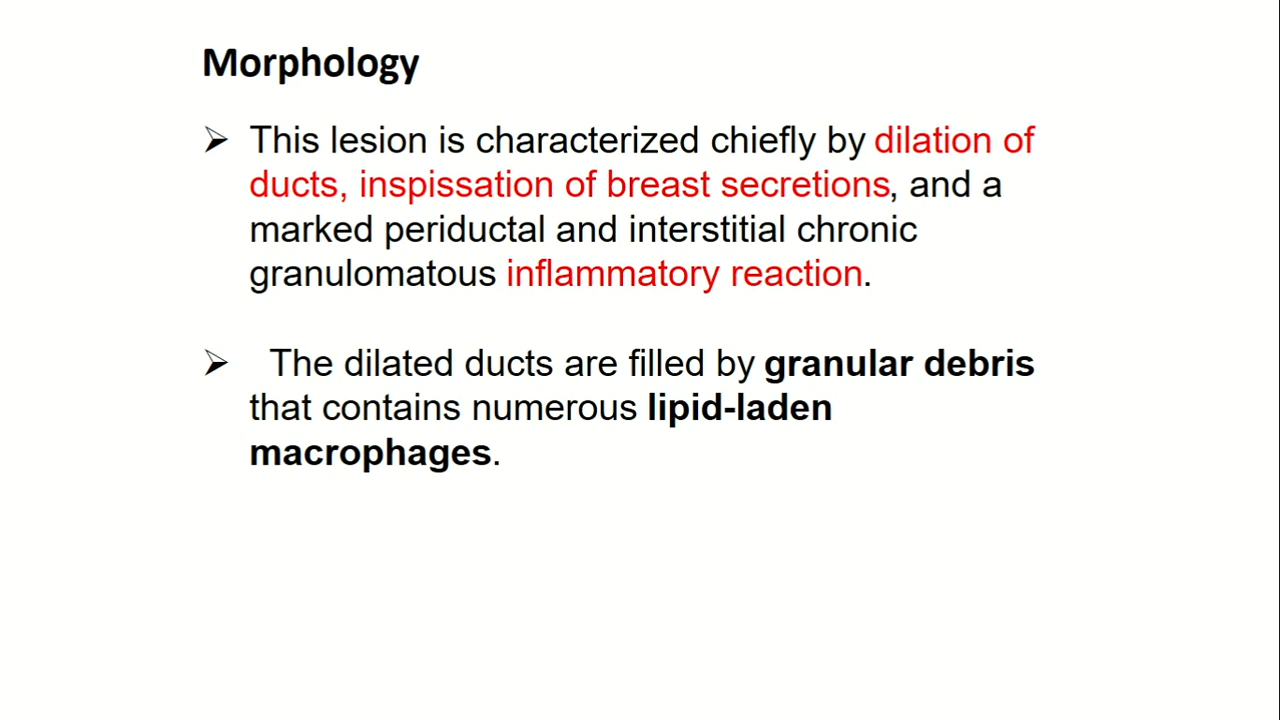 Morphology
➢ This lesion is characterized chiefly by dilation of
ducts, inspissation of breast secretions, and a
marked periductal and interstitial chronic
granulomatous inflammatory reaction.
➢ The dilated ducts are filled by granular debris
that contains numerous lipid-laden
macrophages.